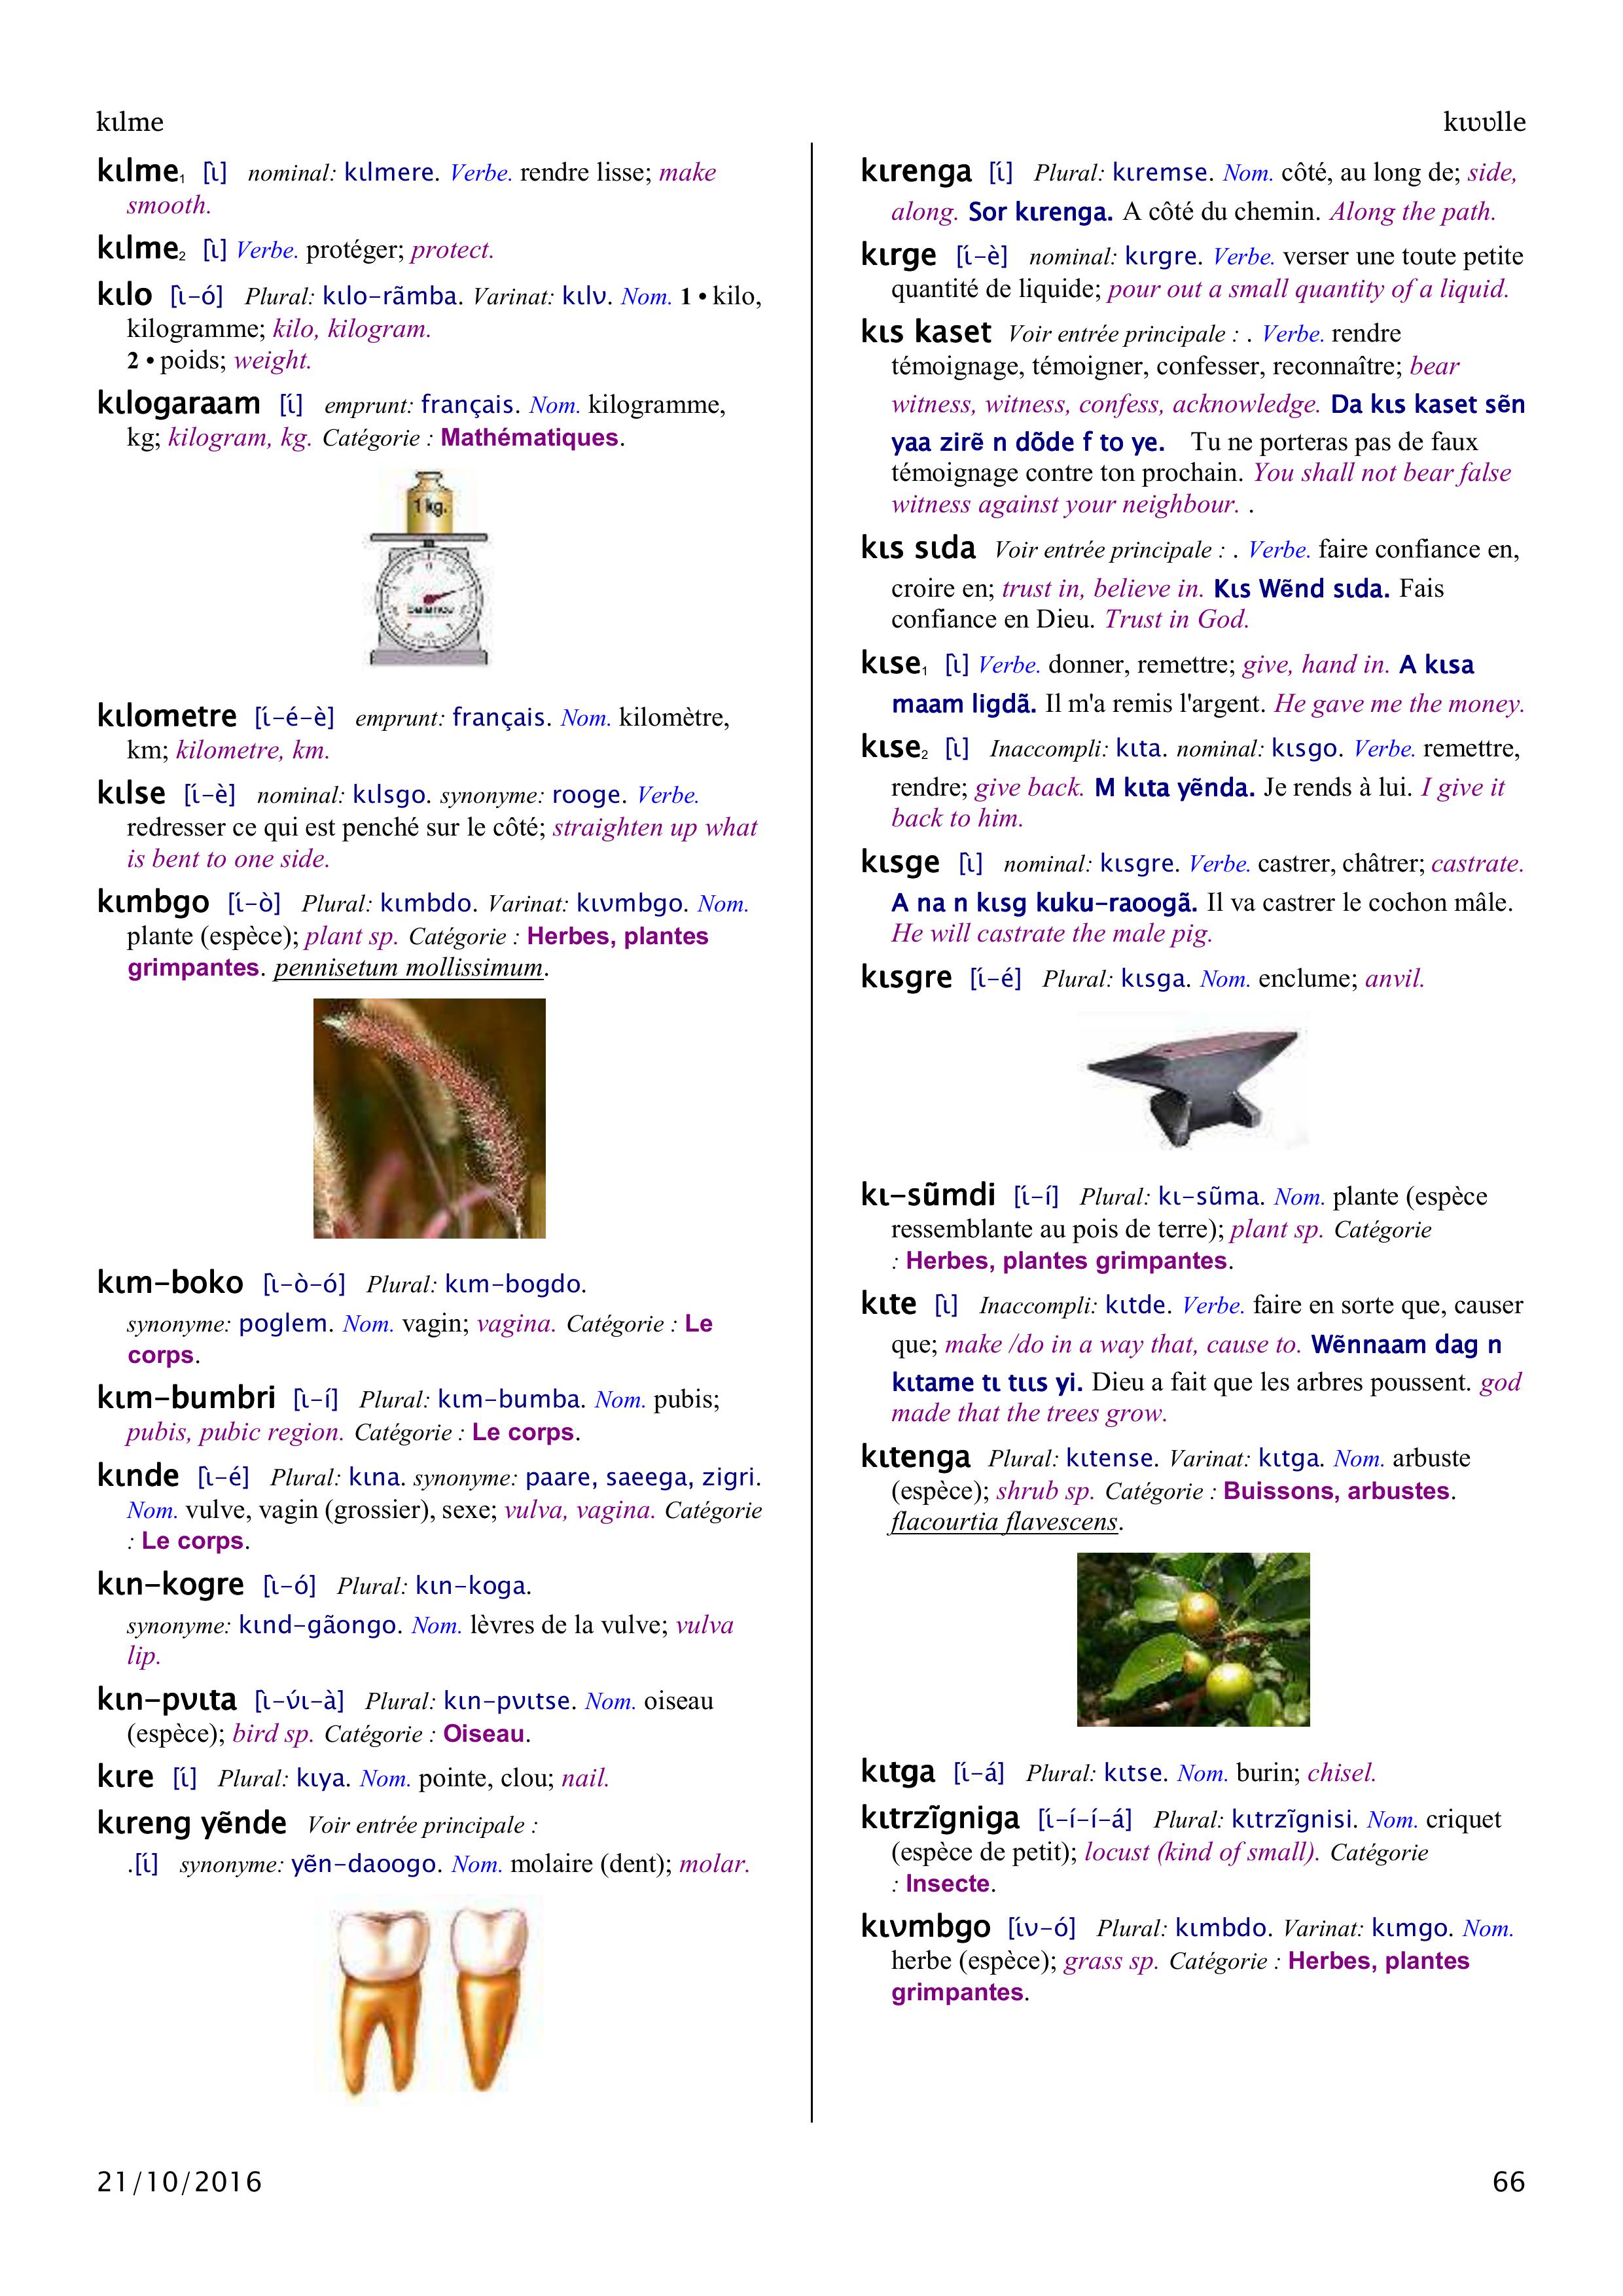 kɩlme
kɩʋʋlle
kɩlme₁ [ɩ̀] nominal: kɩlmere. Verbe. rendre lisse; make
smooth.
kɩlme₂ [ɩ̀] Verbe. protéger; protect.
kɩlo [ɩ̀-ó] Plural: kɩlo-rãmba. Varinat: kɩlʋ. Nom. 1 • kilo,
kilogramme; kilo, kilogram.
2 • poids; weight.
kɩlogaraam [ɩ́] emprunt: français. Nom. kilogramme,
kg; kilogram, kg. Catégorie : Mathématiques.
1 kg.
balance
kɩlometre [ɩ́-é-è] emprunt: français. Nom. kilomètre,
km; kilometre, km.
kɩlse [ɩ́-è] nominal: kɩlsgo. synonyme: rooge. Verbe.
redresser ce qui est penché sur le côté; straighten up what
is bent to one side.
kɩmbgo [ɩ́-ò] Plural: kɩmbdo. Varinat: kɩʋmbgo. Nom.
plante (espèce); plant sp. Catégorie : Herbes, plantes
grimpantes. pennisetum mollissimum.
kɩm-boko [ɩ̀-ò-ó] Plural: kɩm-bogdo.
synonyme: poglem. Nom. vagin; vagina. Catégorie : Le
corps.
kɩm-bumbri [ɩ̀-í] Plural: kɩm-bumba. Nom. pubis;
pubis, pubic region. Catégorie : Le corps.
kɩnde [ɩ̀-é] Plural: kɩna. synonyme: paare, saeega, zigri.
Nom. vulve, vagin (grossier), sexe; vulva, vagina. Catégorie
: Le corps.
kɩn-kogre [ɩ̀-ó] Plural: kɩn-koga.
synonyme: kɩnd-gãongo. Nom. lèvres de la vulve; vulva
lip.
kɩn-pʋɩta [ɩ̀-ʋ́ɩ-à] Plural: kɩn-pʋɩtse. Nom. oiseau
(espèce); bird sp. Catégorie : Oiseau.
kɩre [ɩ́] Plural: kɩya. Nom. pointe, clou; nail.
kɩreng yẽnde Voir entrée principale :
.[ɩ́] synonyme: yẽn-daoogo. Nom. molaire (dent); molar.
kɩrenga [ɩ́] Plural: kɩremse. Nom. côté, au long de; side,
along. Sor kɩrenga. A côté du chemin. Along the path.
kɩrge [ɩ́-è] nominal: kɩrgre. Verbe. verser une toute petite
quantité de liquide; pour out a small quantity of a liquid.
kɩs kaset Voir entrée principale : . Verbe. rendre
témoignage, témoigner, confesser, reconnaître; bear
witness, witness, confess, acknowledge. Da kɩs kaset sẽn
yaa zirẽ n dõde f to ye. Tu ne porteras pas de faux
témoignage contre ton prochain. You shall not bear false
witness against your neighbour. .
kɩs sɩda Voir entrée principale : . Verbe. faire confiance en,
croire en; trust in, believe in. Kɩs Wẽnd sɩda. Fais
confiance en Dieu. Trust in God.
kɩse₁ [ɩ̀] Verbe. donner, remettre; give, hand in. A kɩsa
maam ligdã. Il m'a remis l'argent. He gave me the money.
kɩse₂ [ɩ̀] Inaccompli: kɩta. nominal: kɩsgo. Verbe. remettre,
rendre; give back. M kɩta yẽnda. Je rends à lui. I give it
back to him.
kɩsge [ɩ̀] nominal: kɩsgre. Verbe. castrer, châtrer; castrate.
A na n kɩsg kuku-raoogã. Il va castrer le cochon mâle.
He will castrate the male pig.
kɩsgre [ɩ́-é] Plural: kɩsga. Nom. enclume; anvil.
kɩ-sũmdi [ɩ́-í] Plural: kɩ-sũma. Nom. plante (espèce
ressemblante au pois de terre); plant sp. Catégorie
: Herbes, plantes grimpantes.
kɩte [ɩ̀] Inaccompli: kɩtde. Verbe. faire en sorte que, causer
que; make /do in a way that, cause to. Wẽnnaam dag n
kɩtame tɩ tɩɩs yi. Dieu a fait que les arbres poussent. god
made that the trees grow.
kɩtenga Plural: kɩtense. Varinat: kɩtga. Nom. arbuste
(espèce); shrub sp. Catégorie : Buissons, arbustes.
flacourtia flavescens.
kɩtga [ɩ́-á] Plural: kɩtse. Nom. burin; chisel.
kɩtrzĩgniga [ɩ́-í-í-á] Plural: kɩtrzĩgnisi. Nom. criquet
(espèce de petit); locust (kind of small). Catégorie
: Insecte.
kɩʋmbgo [ɩ́ʋ-ó] Plural: kɩmbdo. Varinat: kɩmgo. Nom.
herbe (espèce); grass sp. Catégorie : Herbes, plantes
grimpantes.
21/10/2016
66